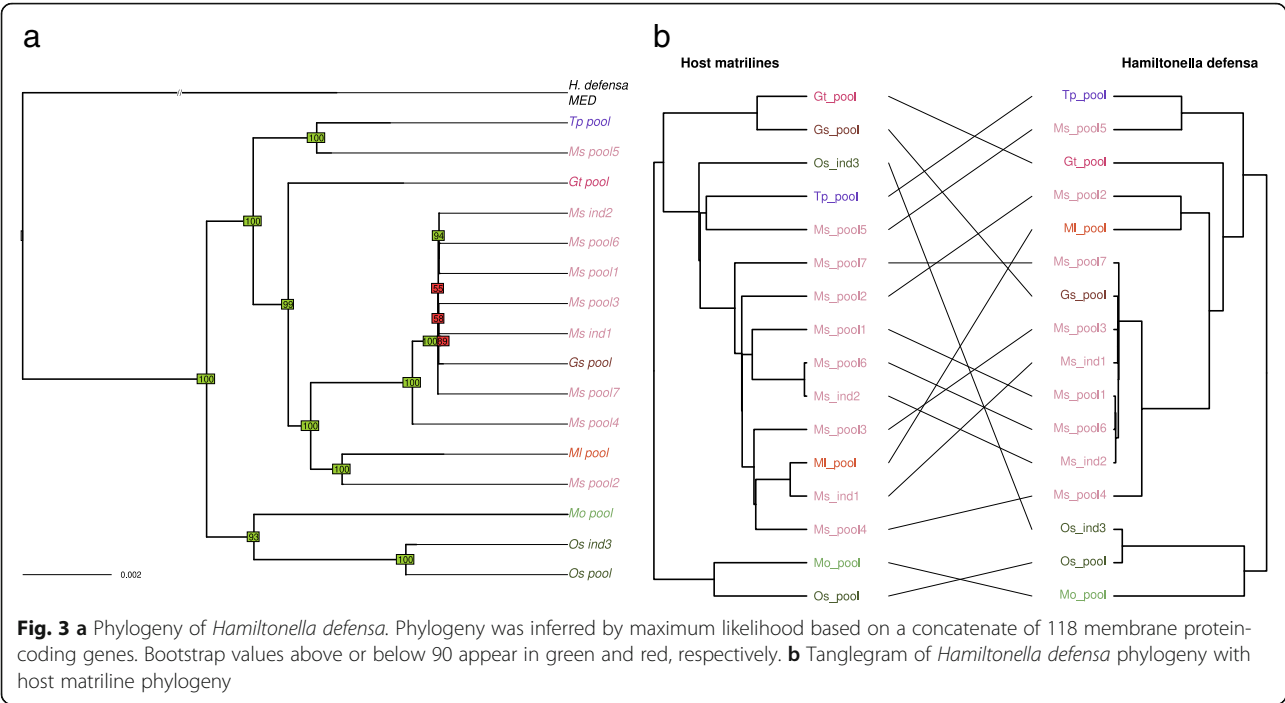 a
H. defensa
MED
Tp pool
100
Ms pool5
Gt pool
100
Ms ind2
94
Ms pool6
Ms pool1
55
99
Ms pool3
58
Ms ind1
100
89
Gs pool
100
100
Ms pool7
Ms pool4
100
Ml pool
100
Ms pool2
Mo pool
93
Os ind3
100
Os pool
0.002
b
Host matrilines
Hamiltonella defensa
Gt_pool
Tp_pool
Gs_pool
Ms_pool5
Os_ind3
Gt_pool
Tp_pool
Ms_pool2
Ms_pool5
Ml_pool
Ms_pool7
Ms_pool7
Ms_pool2
Gs_pool
Ms_pool1
Ms_pool3
Ms_pool6
Ms_ind1
Ms_ind2
Ms_pool1
Ms_pool3
Ms_pool6
Ml_pool
Ms_ind2
Ms_ind1
Ms_pool4
Ms_pool4
Os_ind3
Mo_pool
Os_pool
Os_pool
Mo_pool
Fig. 3 a Phylogeny of Hamiltonella defensa. Phylogeny was inferred by maximum likelihood based on a concatenate of 118 membrane protein-
coding genes. Bootstrap values above or below 90 appear in green and red, respectively. b Tanglegram of Hamiltonella defensa phylogeny with
host matriline phylogeny